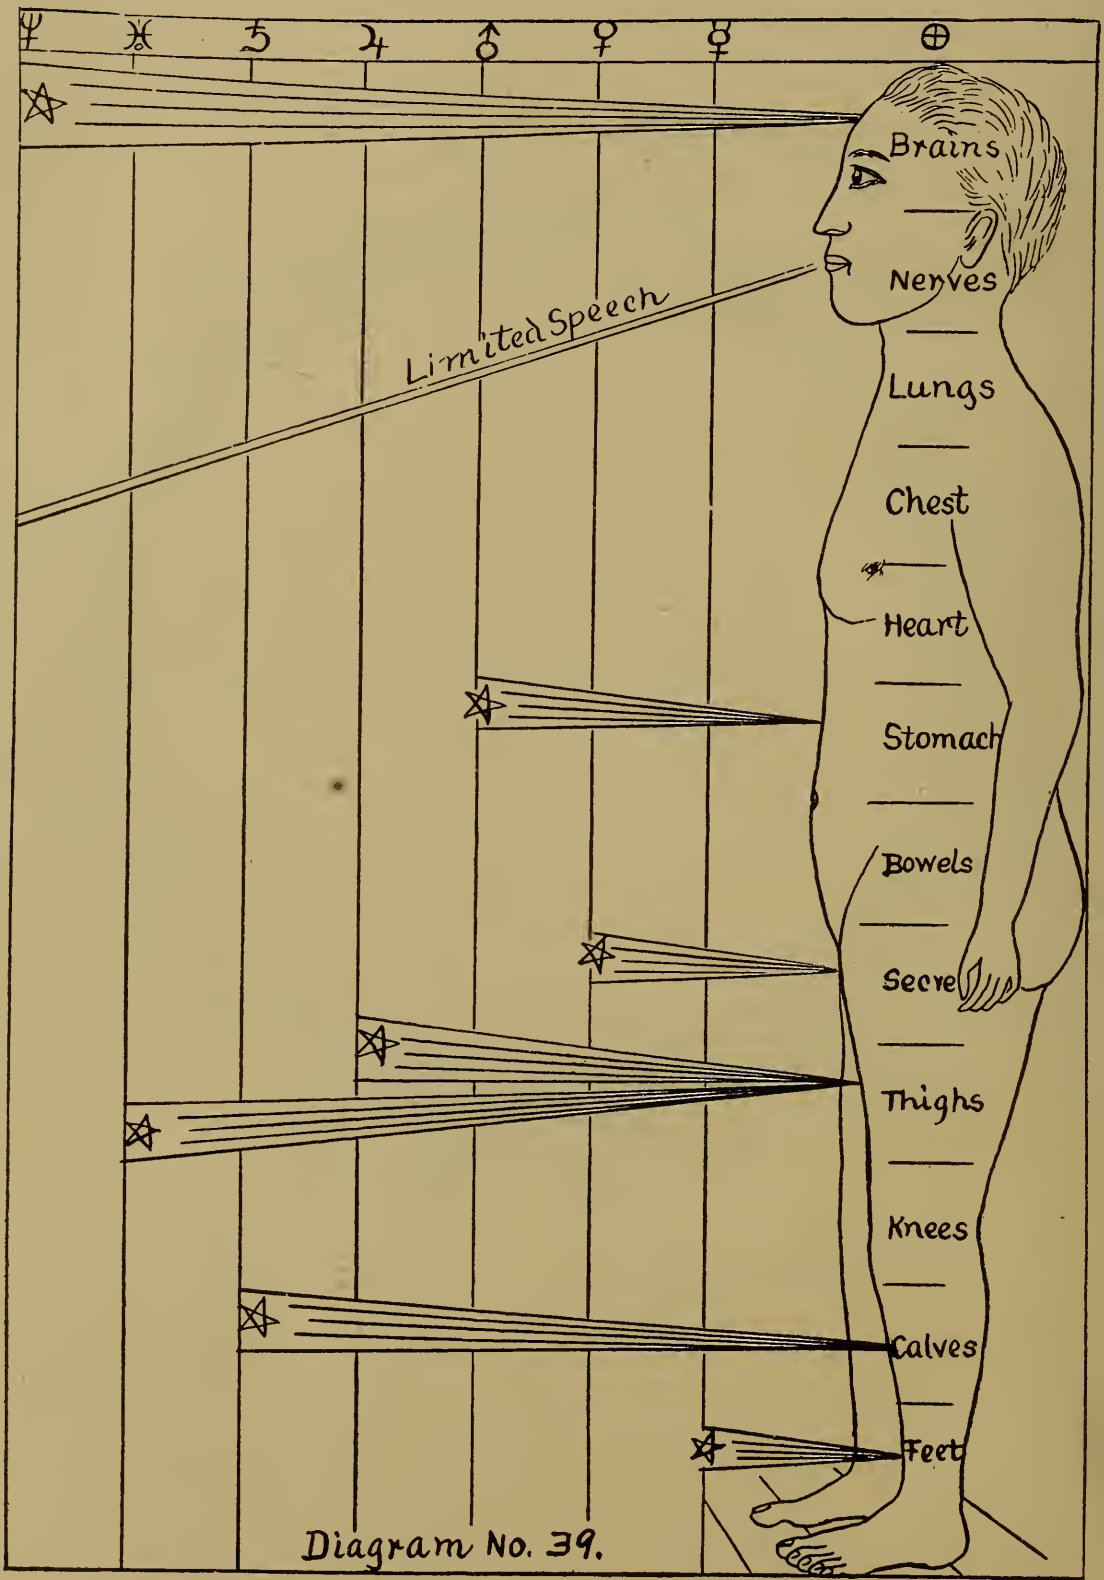 ♆ ♅ ♄ ♃ ♂ ♀ ☿ ⊕
Brains
Nerves
Limited Speech
Lungs
Chest
Heart
Stomach
Bowels
Secre
Thighs
Knees
Calves
Feet
Diagram No. 39.